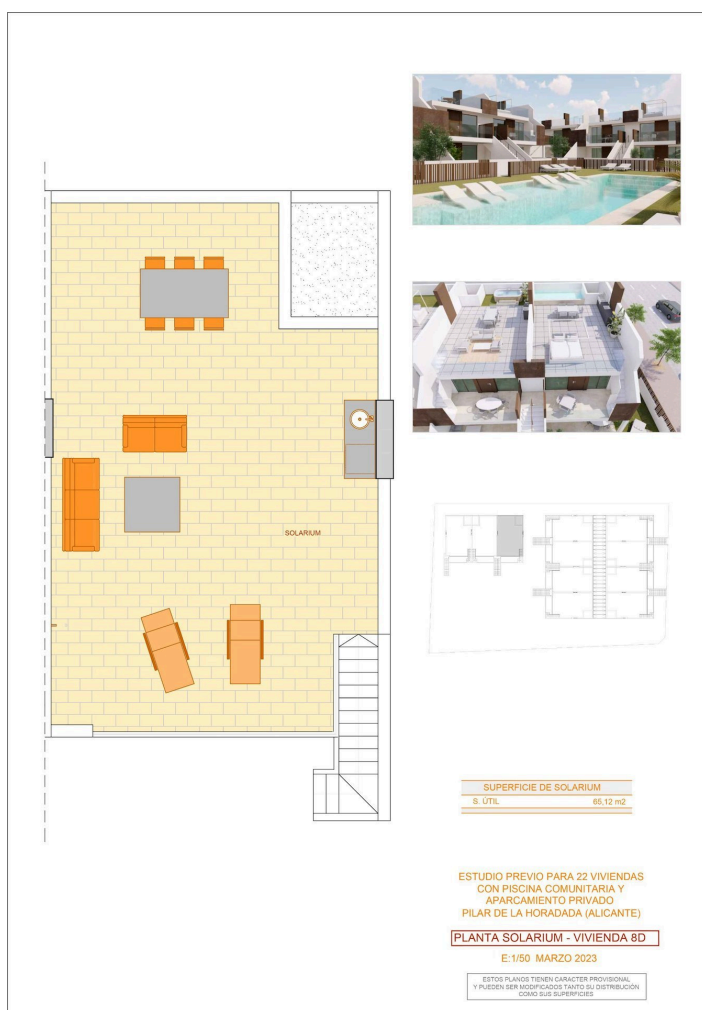 SOLARIUM
SUPERFICIE DE SOLARIUM
S. ÚTIL 65,12 m2
ESTUDIO PREVIO PARA 22 VIVIENDAS
CON PISCINA COMUNITARIA Y
APARCAMIENTO PRIVADO
PILAR DE LA HORADADA (ALICANTE)
PLANTA SOLARIUM - VIVIENDA 8D
E:1/50 MARZO 2023
ESTOS PLANOS TIENEN CARACTER PROVISIONAL
Y PUEDEN SER MODIFICADOS TANTO SU DISTRIBUCIÓN
COMO SUS SUPERFICIES